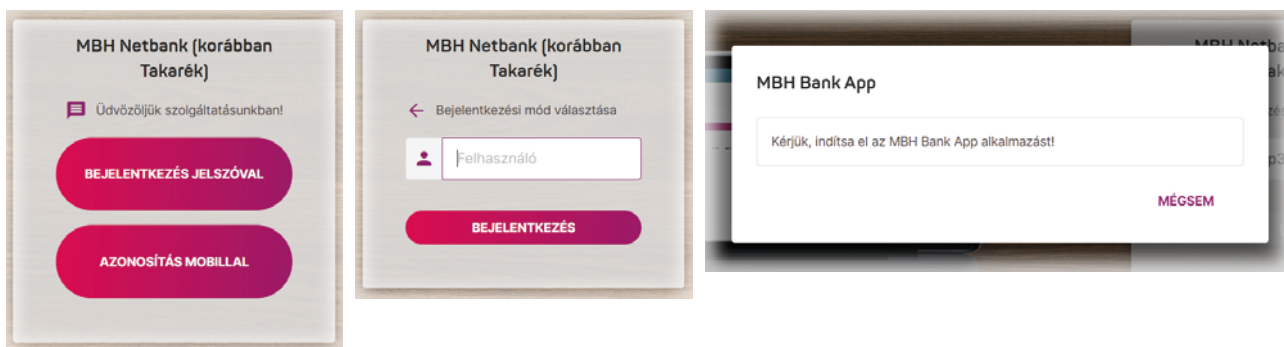 MBH Netbank (korábban
Takarék)
Üdvözöljük szolgáltatásunkban!
BEJELENTKEZÉS JELSZÓVAL
AZONOSÍTÁS MOBILLAL
MBH Netbank (korábban
Takarék)
Bejelentkezési mód választása
Felhasználó
BEJELENTKEZÉS
MBH Bank App
Kérjük, indítsa el az MBH Bank App alkalmazást!
MÉGSEM